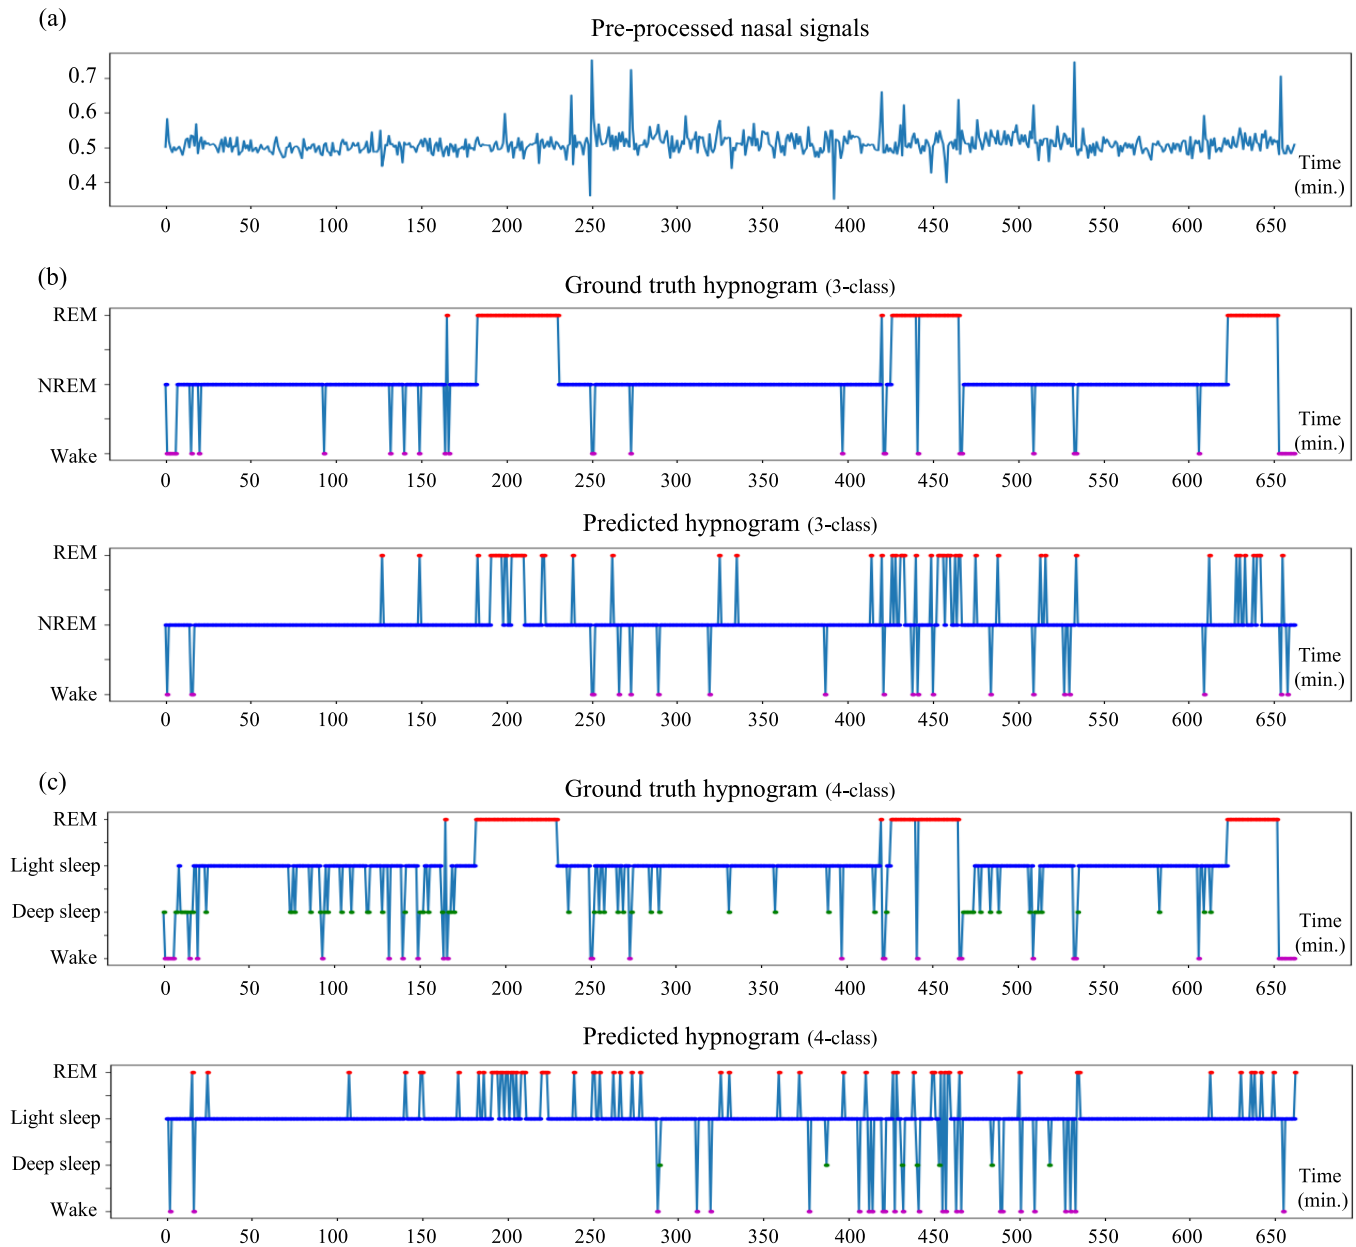 (a)
Pre-processed nasal signals
0.7
0.6
0.5
0.4
Time
(min.)
0 50 100 150 200 250 300 350 400 450 500 550 600 650
(b)
Ground truth hypnogram (3-class)
REM
NREM
Wake
Time
(min.)
0 50 100 150 200 250 300 350 400 450 500 550 600 650
Predicted hypnogram (3-class)
REM
NREM
Wake
Time
(min.)
0 50 100 150 200 250 300 350 400 450 500 550 600 650
(c)
Ground truth hypnogram (4-class)
REM
Light sleep
Deep sleep
Wake
Time
(min.)
0 50 100 150 200 250 300 350 400 450 500 550 600 650
Predicted hypnogram (4-class)
REM
Light sleep
Deep sleep
Wake
Time
(min.)
0 50 100 150 200 250 300 350 400 450 500 550 600 650